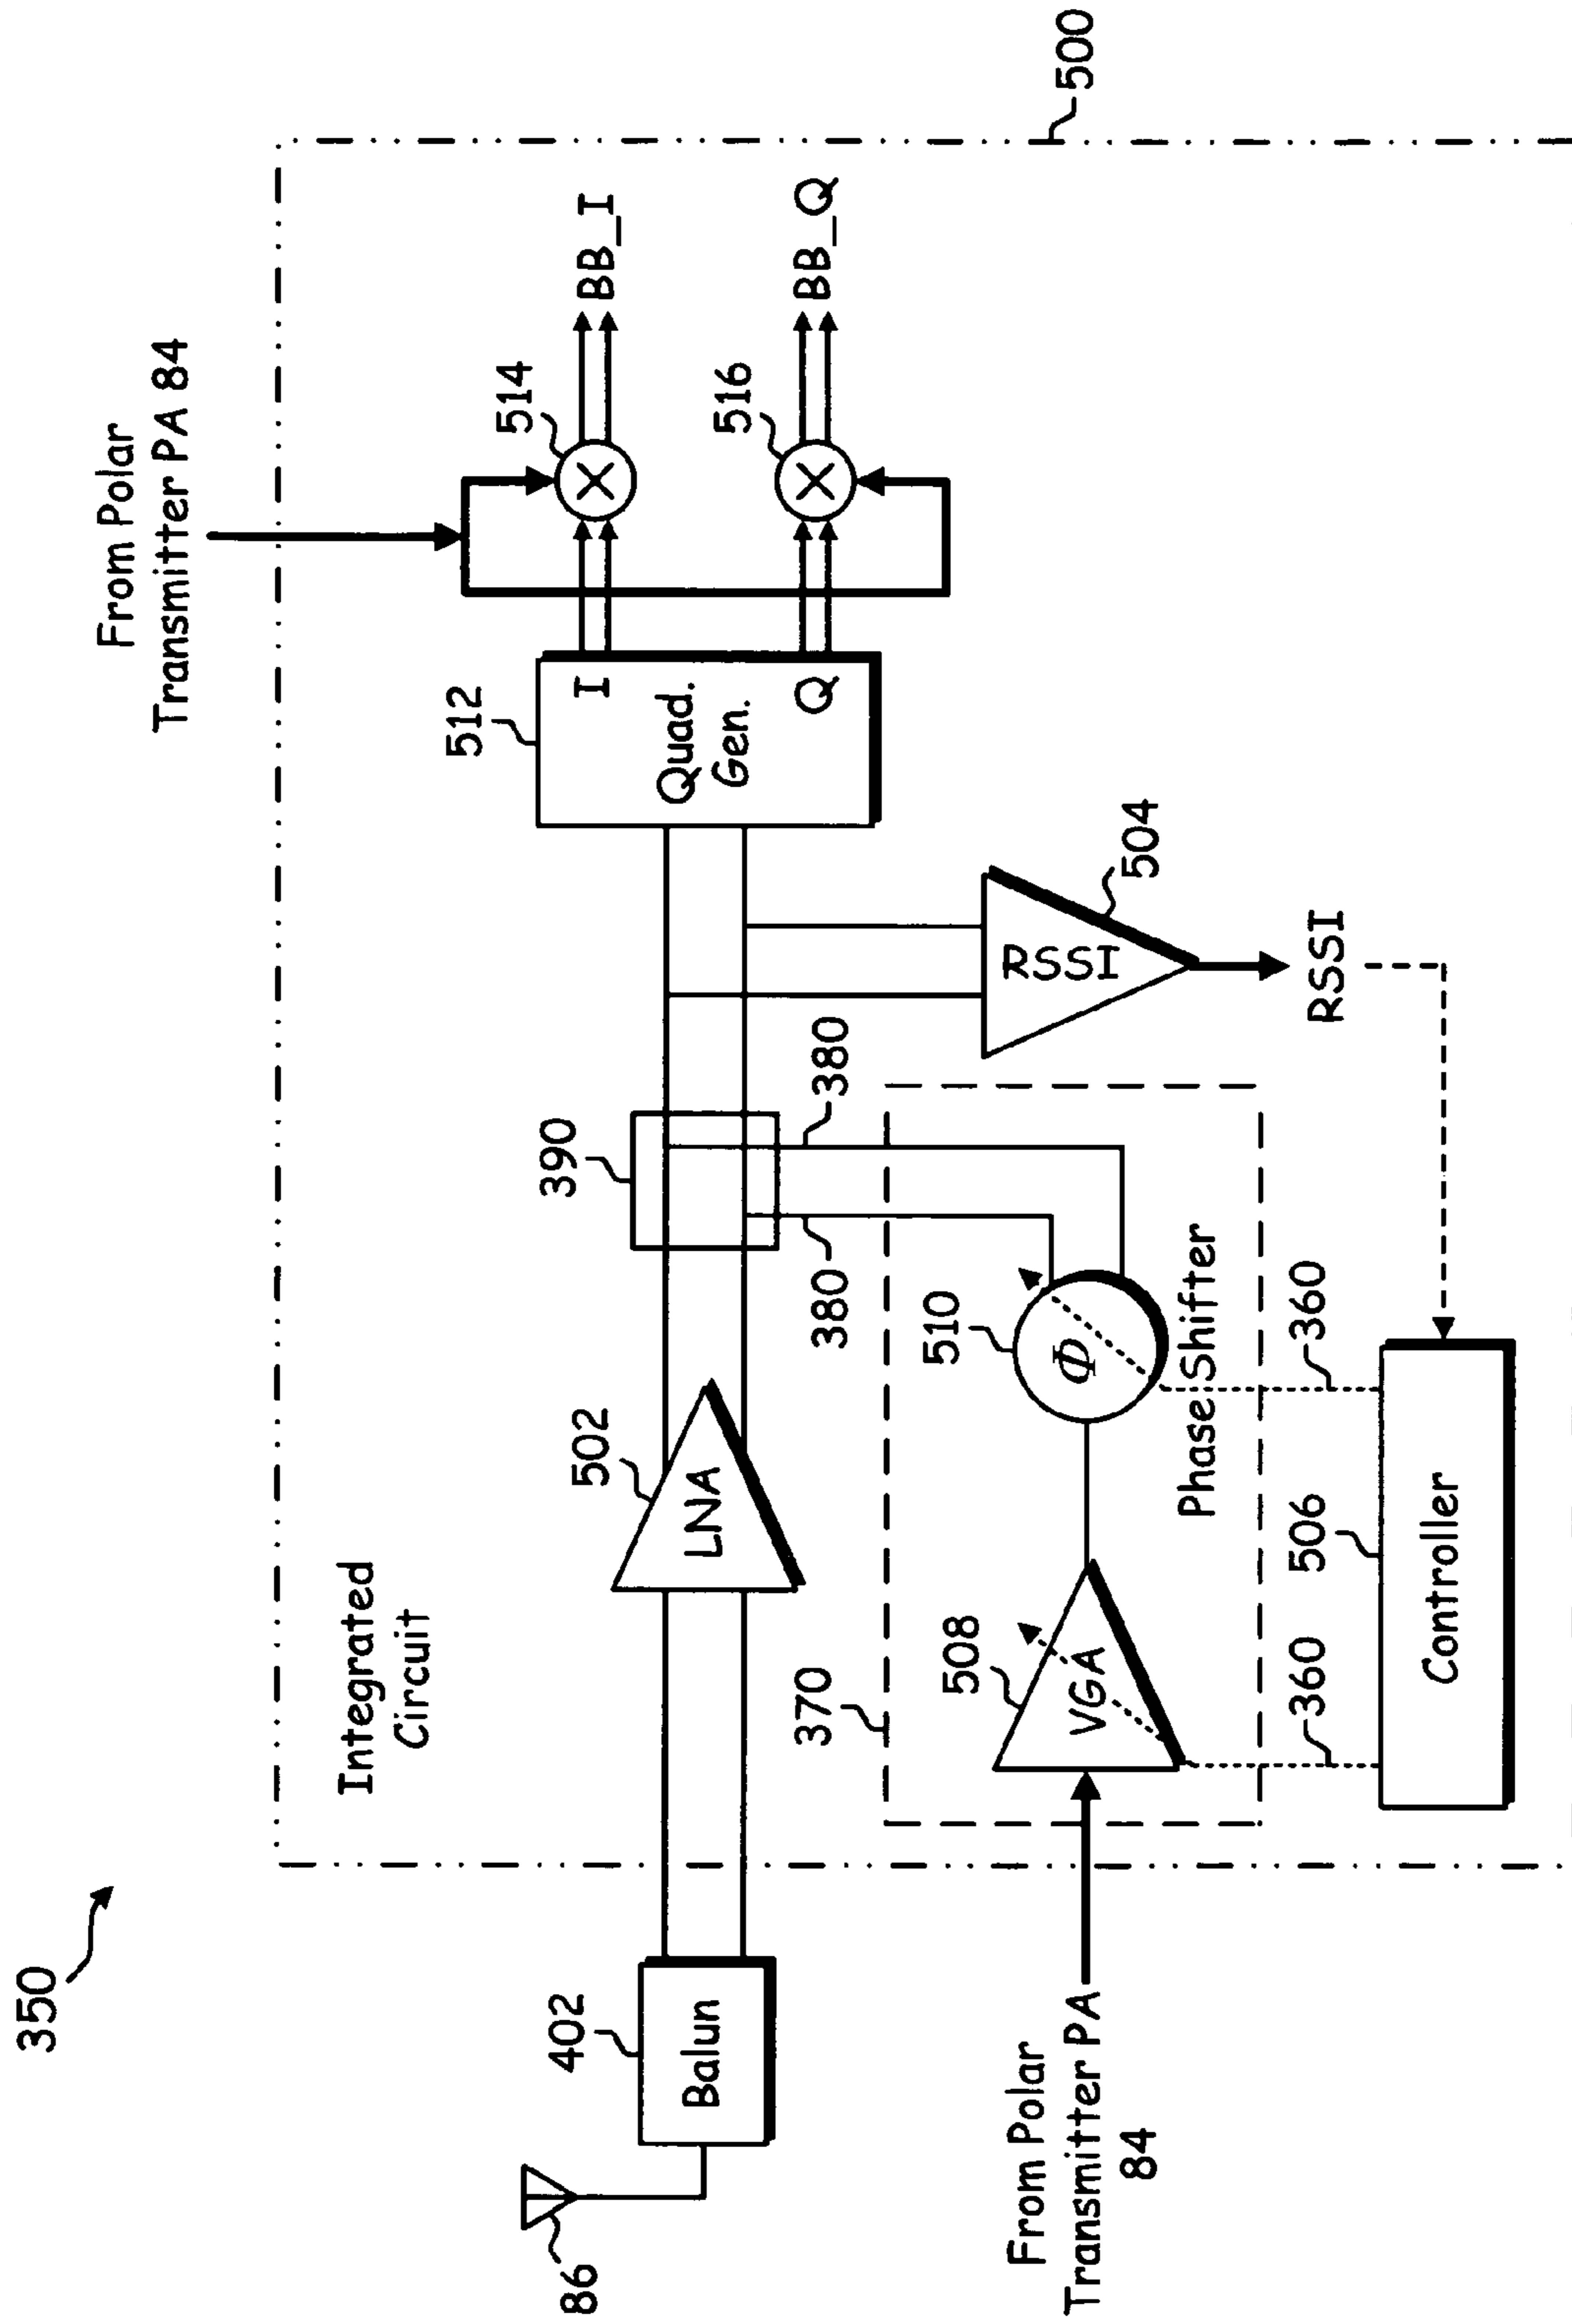 350
From Polar
Transmitter PA 84
Integrated
Circuit
500
86
402
Balun
502
LNA
390
380
380
512
I
Quad.
Gen.
Q
514
BB_I
516
BB_Q
504
RSSI
RSSI
370
508
VGA
510
Φ
Phase Shifter
From Polar
Transmitter PA
84
360
506
360
Controller